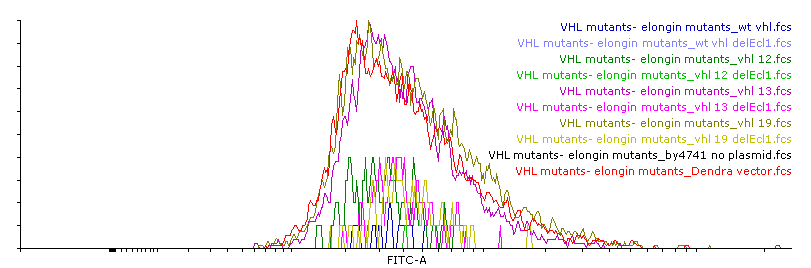 VHL mutants- elongin mutants_wt vhl.fcs
VHL mutants- elongin mutants_wt vhl delEcl1.fcs
VHL mutants- elongin mutants_vhl 12.fcs
VHL mutants- elongin mutants_vhl 12 delEcl1.fcs
VHL mutants- elongin mutants_vhl 13.fcs
VHL mutants- elongin mutants_vhl 13 delEcl1.fcs
VHL mutants- elongin mutants_vhl 19.fcs
VHL mutants- elongin mutants_vhl 19 delEcl1.fcs
VHL mutants- elongin mutants_by4741 no plasmid.fcs
VHL mutants- elongin mutants_Dendra vector.fcs
FITC-A